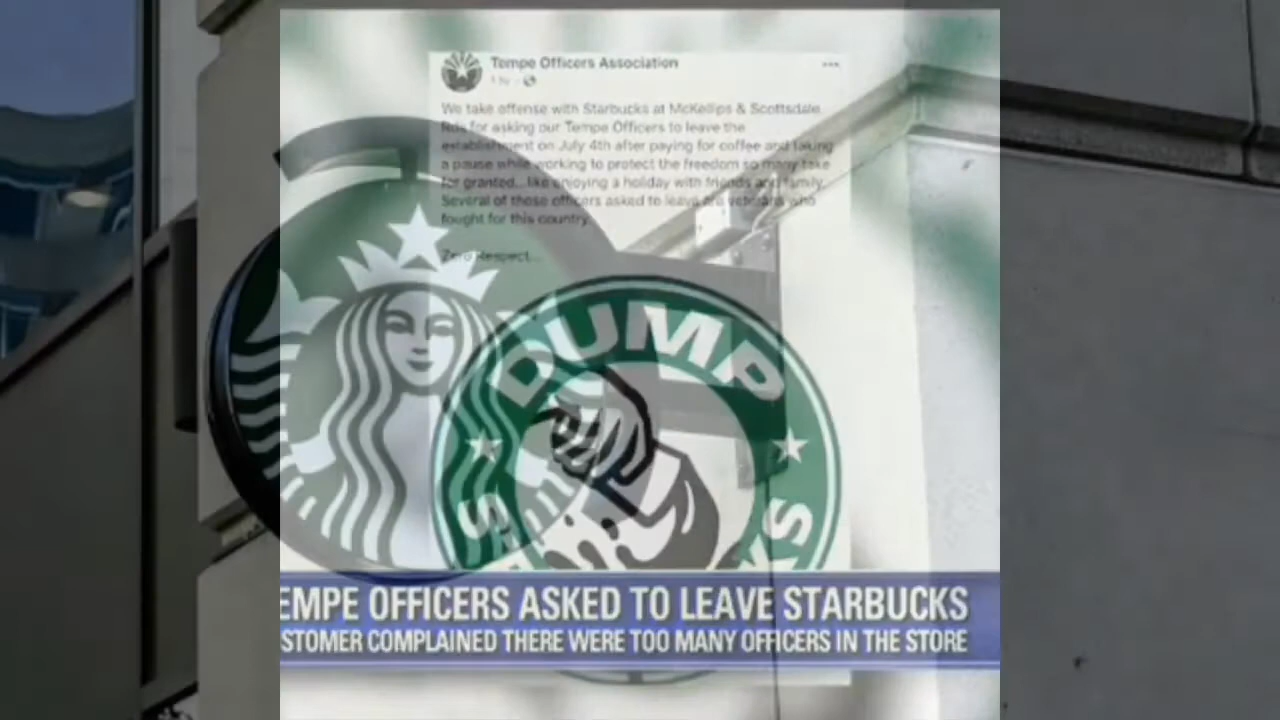 Tempe Officers Association
We take offense with Starbucks at McKellips & Scottsdale
for asking our Tempe Officers to leave the
establishment on July 4th after paying for coffee and taking
a pause while working to protect the freedom so many take
for granted...like enjoying a holiday with friends and family.
Several of those officers asked to leave are veterans who
fought for this country.
Zero Respect...
DUMP
EMPE OFFICERS ASKED TO LEAVE STARBUCKS
STOMER COMPLAINED THERE WERE TOO MANY OFFICERS IN THE STORE